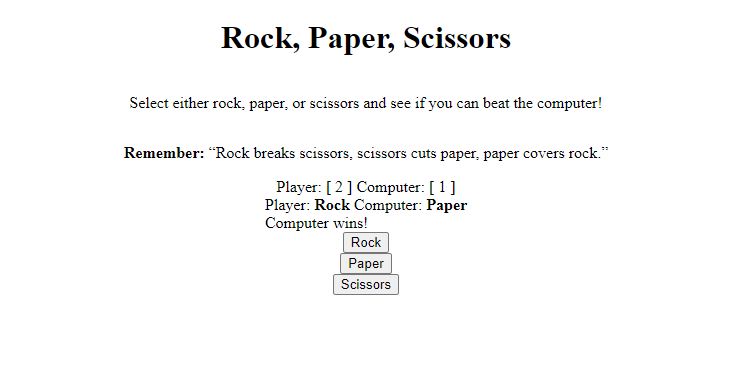 Rock, Paper, Scissors
Select either rock, paper, or scissors and see if you can beat the computer!
Remember: “Rock breaks scissors, scissors cuts paper, paper covers rock.”
Player: [ 2 ] Computer: [ 1 ]
Player: Rock Computer: Paper
Computer wins!
Rock
Paper
Scissors